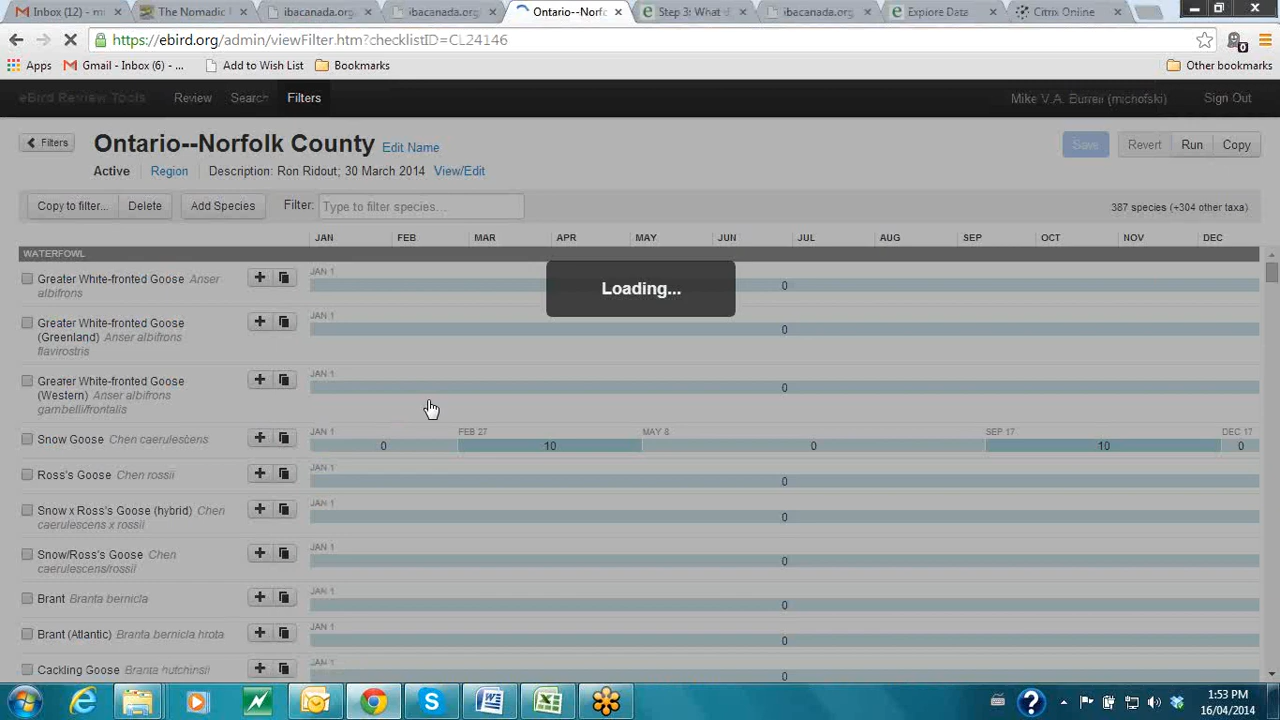 Inbox (12) - m
The Nomadic
ibacanada.org
ibacanada.org
Ontario--Norfo
Step 3: What d
ibacanada.org
Explore Data
Citrix Online
https://ebird.org/admin/viewFilter.htm?checklistID=CL24146
0
Apps
Gmail - Inbox (6) - ...
Add to Wish List
Bookmarks
Other bookmarks
eBird Review Tools
Review
Search
Filters
Mike V.A. Burrell (michofski)
Sign Out
Filters
Ontario--Norfolk County
Edit Name
Save
Revert
Run
Copy
Active
Region
Description: Ron Ridout; 30 March 2014
View/Edit
Copy to filter...
Delete
Add Species
Filter:
Type to filter species...
387 species (+304 other taxa)
JAN FEB MAR APR MAY JUN JUL AUG SEP OCT NOV DEC
WATERFOWL
Greater White-fronted Goose Anser
albifrons
JAN 1
0
Loading...
Greater White-fronted Goose
(Greenland) Anser albifrons
flavirostris
JAN 1
0
Greater White-fronted Goose
(Western) Anser albifrons
gambelli/frontalis
JAN 1
0
Snow Goose Chen caerulescens
JAN 1 FEB 27 MAY 8 SEP 17 DEC 17
0 10 0 10 0
Ross's Goose Chen rossii
JAN 1
0
Snow x Ross's Goose (hybrid) Chen
caerulescens x rossii
JAN 1
0
Snow/Ross's Goose Chen
caerulescens/rossii
JAN 1
0
Brant Branta bernicla
JAN 1
0
Brant (Atlantic) Branta bernicla hrota
JAN 1
0
Cackling Goose Branta hutchinsii
JAN 1
0
1:53 PM
16/04/2014